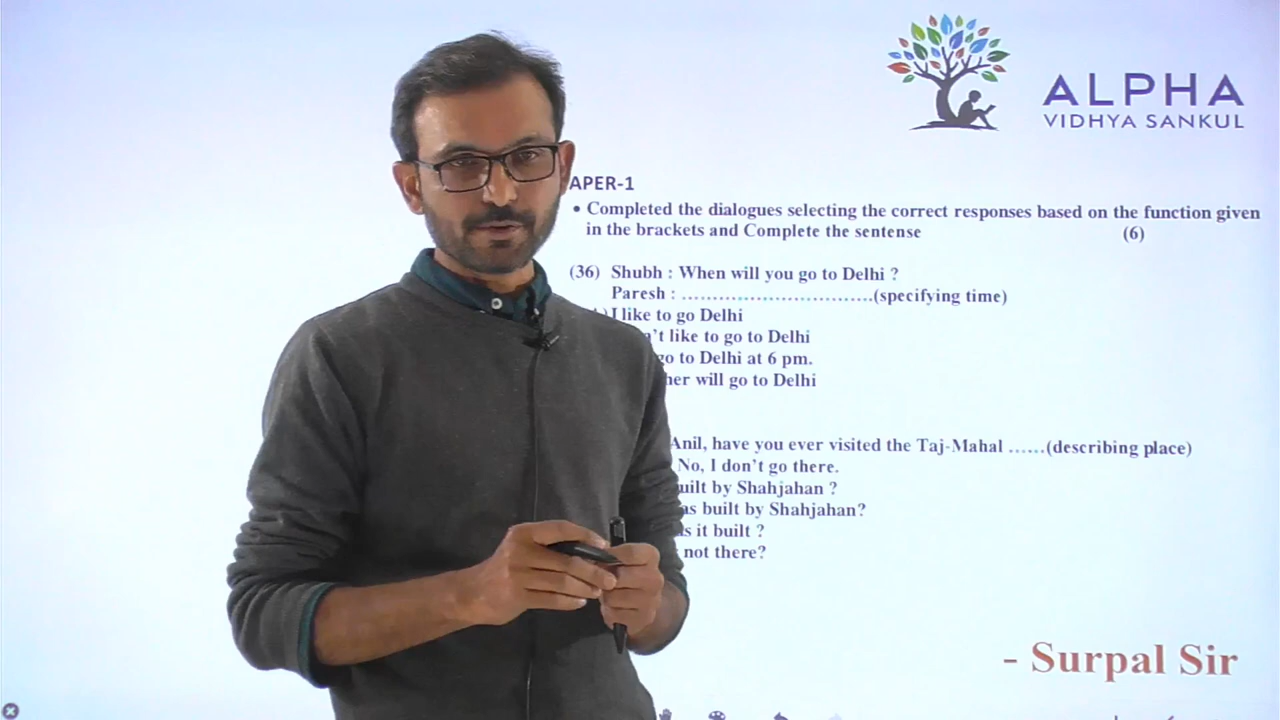 ALPHA
VIDHYA SANKUL
APER-1
• Completed the dialogues selecting the correct responses based on the function given
in the brackets and Complete the sentense (6)
(36) Shubh : When will you go to Delhi ?
Paresh : ..............................(specifying time)
I like to go Delhi
like to go to Delhi
go to Delhi at 6 pm.
will go to Delhi
Anil, have you ever visited the Taj-Mahal ......(describing place)
No, I don't go there.
by Shahjahan ?
built by Shahjahan?
it built ?
not there?
- Surpal Sir